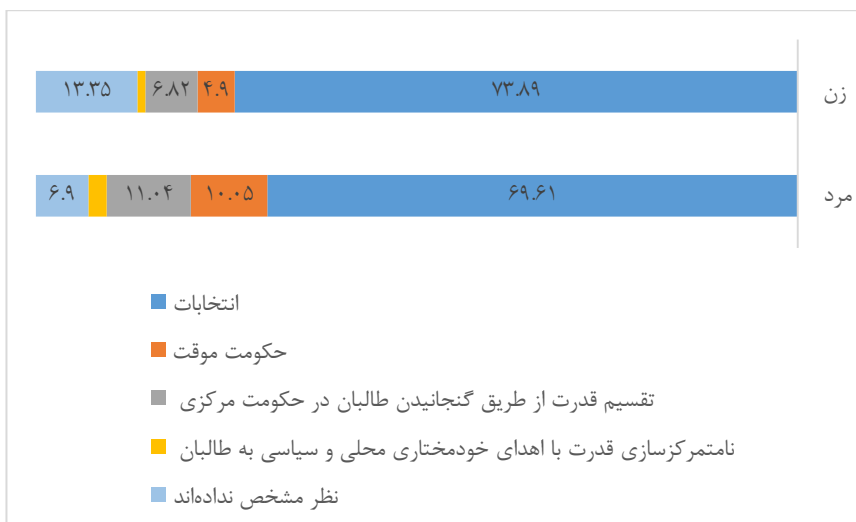 زن ۷۳.۸۹ ۴.۹ ۶.۸۲ ۱۳.۳۵
مرد ۶۹.۶۱ ۱۰.۰۵ ۱۱.۰۴ ۶.۹
انتخابات
حکومت موقت
تقسیم قدرت از طریق گنجانیدن طالبان در حکومت مرکزی
نامتمرکزسازی قدرت با اهدای خودمختاری محلی و سیاسی به طالبان
نظر مشخص نداده‌اند